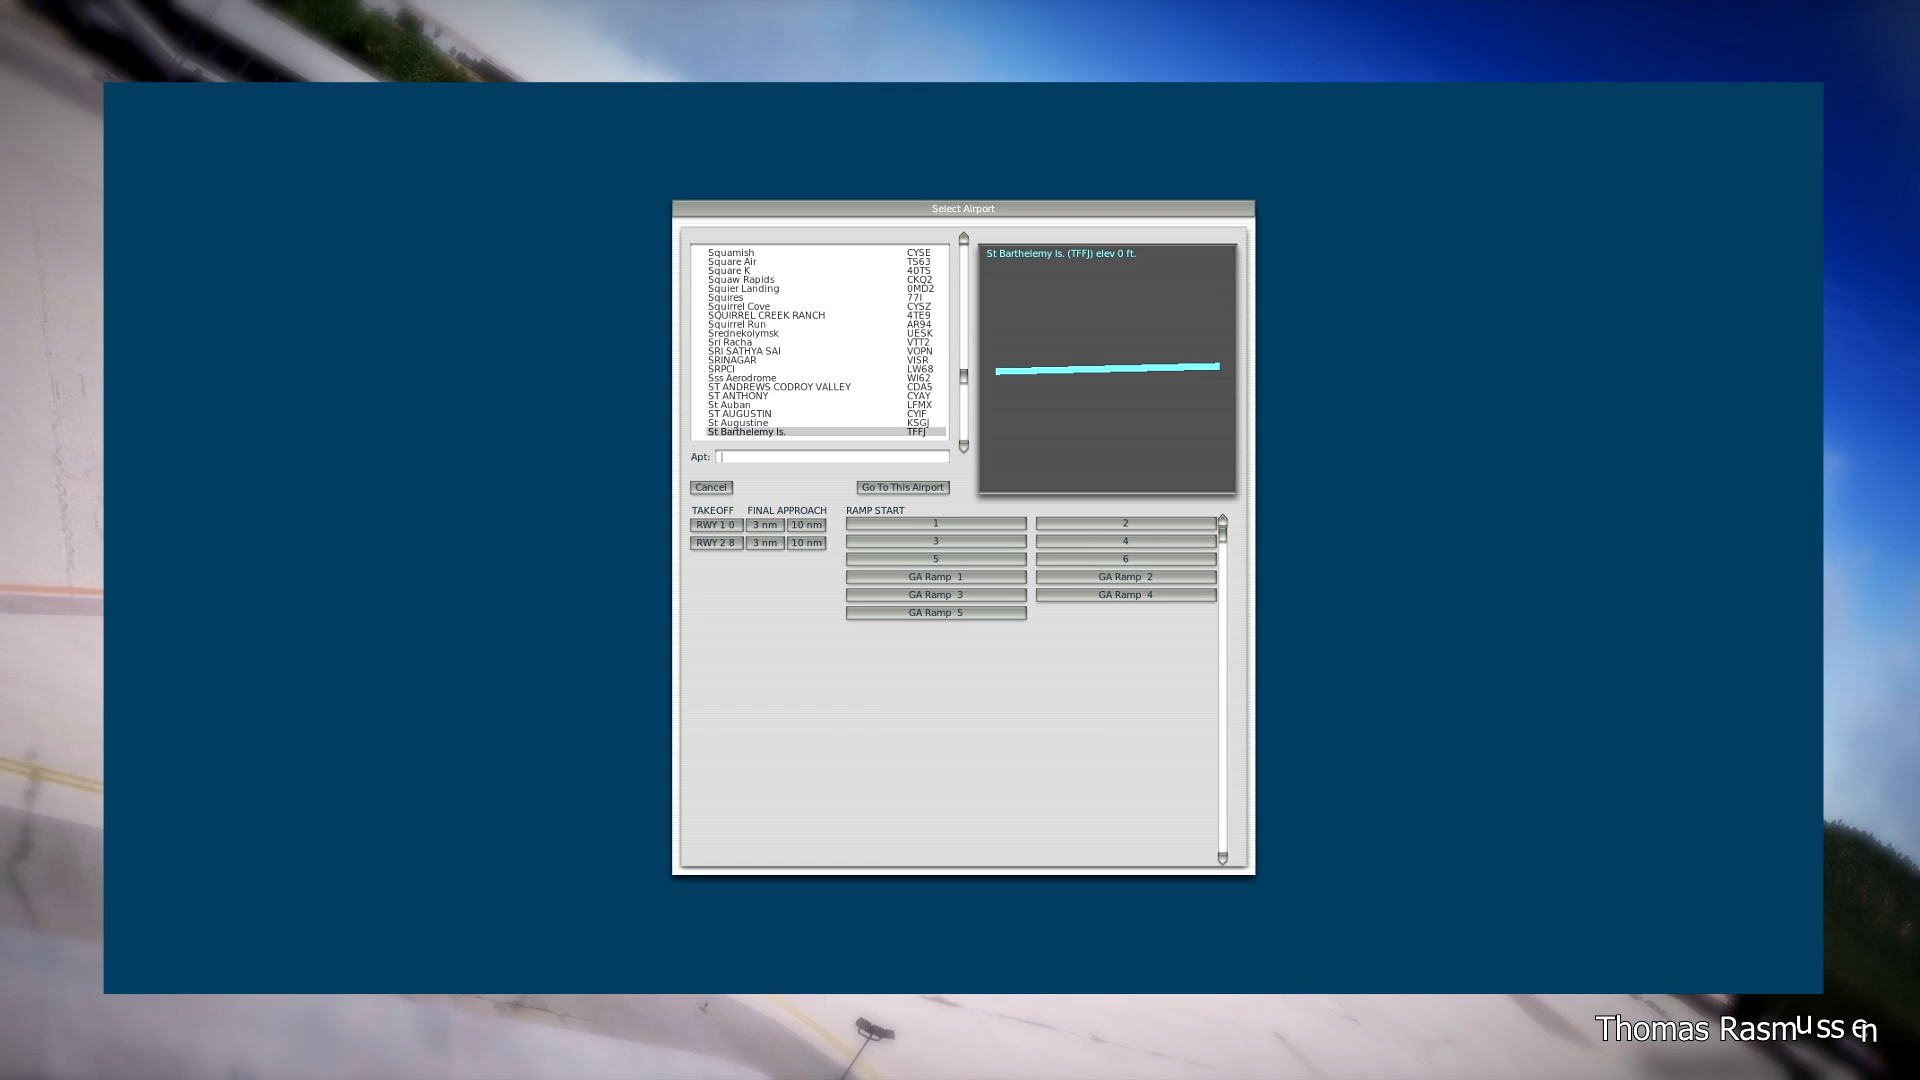 Select Airport
Squamish CYSE
Square Air TS63
Square K 40TS
Squaw Rapids CKQ2
Squier Landing 0MD2
Squires 77I
Squirrel Cove CYSZ
SQUIRREL CREEK RANCH 4TE9
Squirrel Run AR94
Srednekolymsk UESK
Sri Racha VTT2
SRI SATHYA SAI VOPN
SRINAGAR VISR
SRPCI LW68
Sss Aerodrome WI62
ST ANDREWS CODROY VALLEY CDA5
ST ANTHONY CYAY
St Auban LFMX
ST AUGUSTIN CYIF
St Augustine KSGJ
St Barthelemy Is. TFFJ
St Barthelemy Is. (TFFJ) elev 0 ft.
Apt:
Cancel Go To This Airport
TAKEOFF FINAL APPROACH RAMP START
RWY 1 0 3 nm 10 nm
RWY 2 8 3 nm 10 nm
1 2
3 4
5 6
GA Ramp 1 GA Ramp 2
GA Ramp 3 GA Ramp 4
GA Ramp 5
Thomas Rasmussen